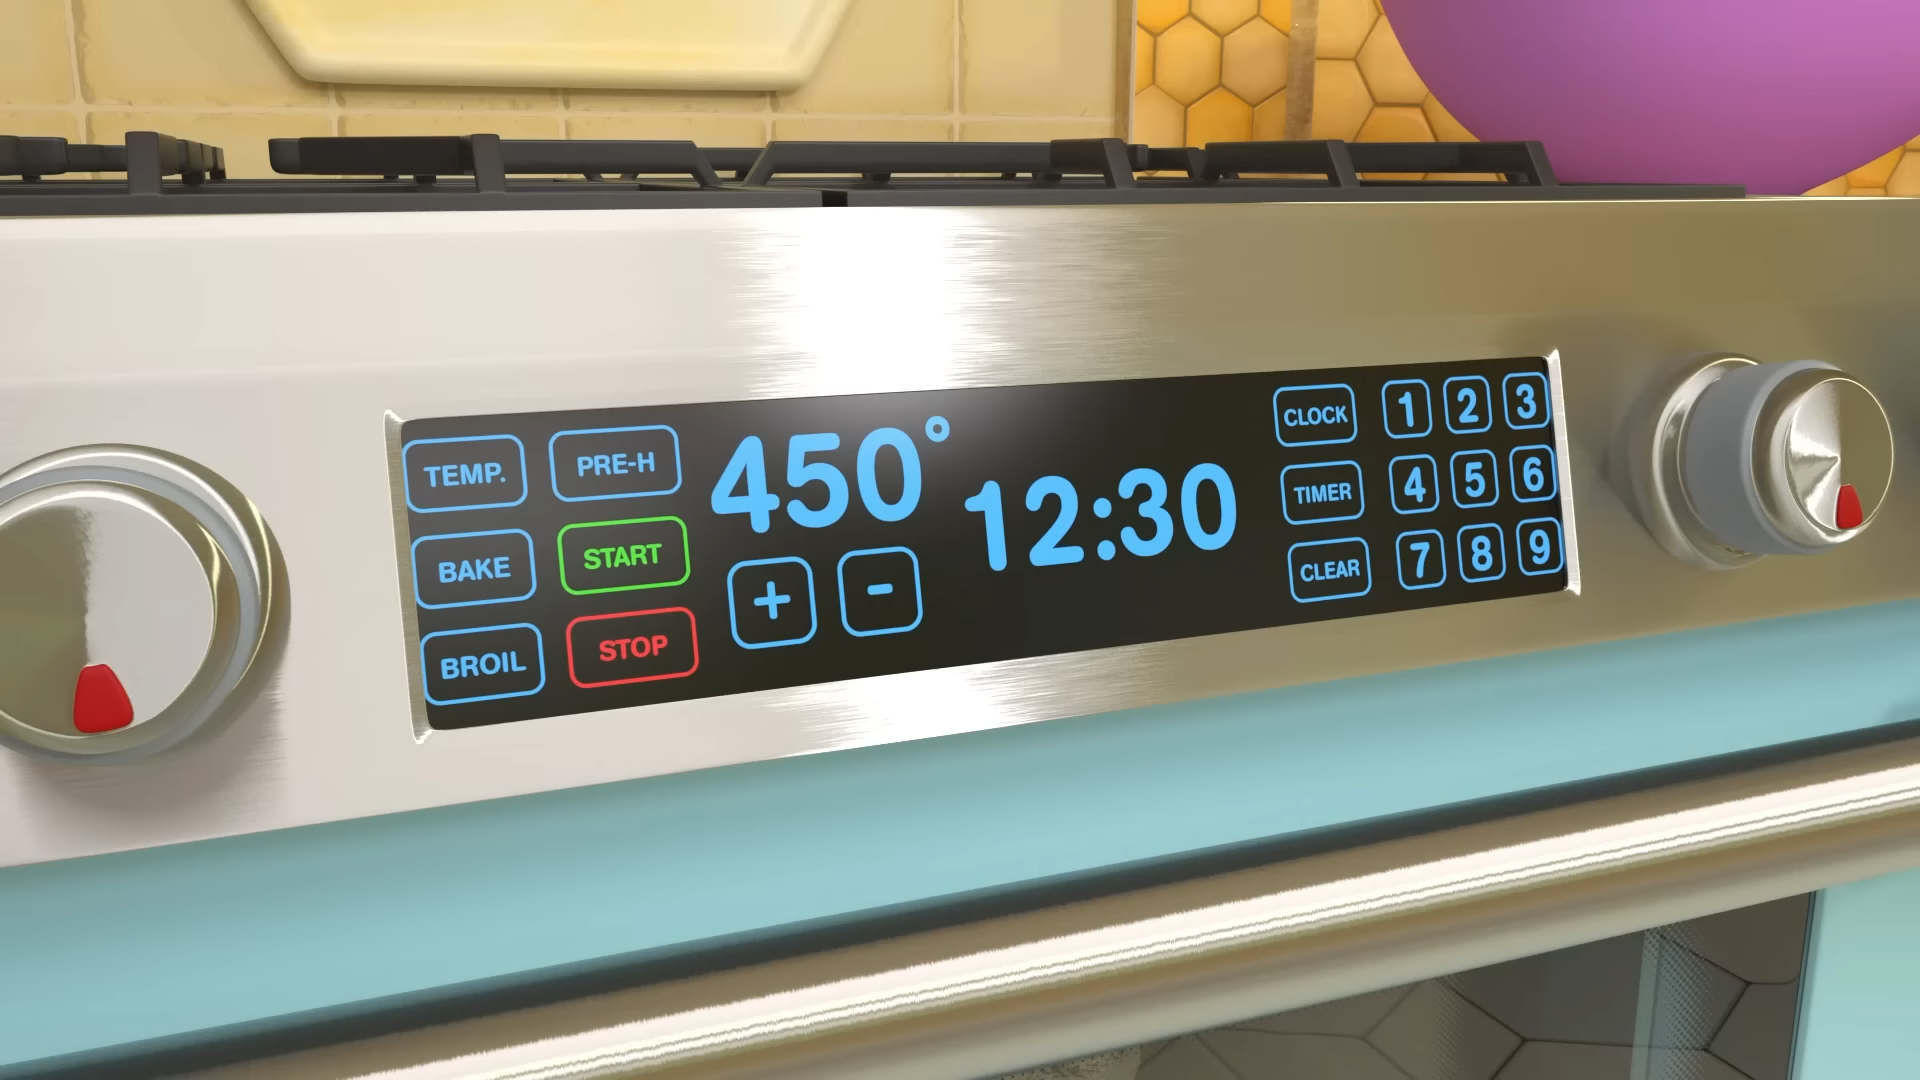 TEMP. PRE-H
BAKE START
BROIL STOP
450°
+ -
12:30
CLOCK 1 2 3
TIMER 4 5 6
CLEAR 7 8 9